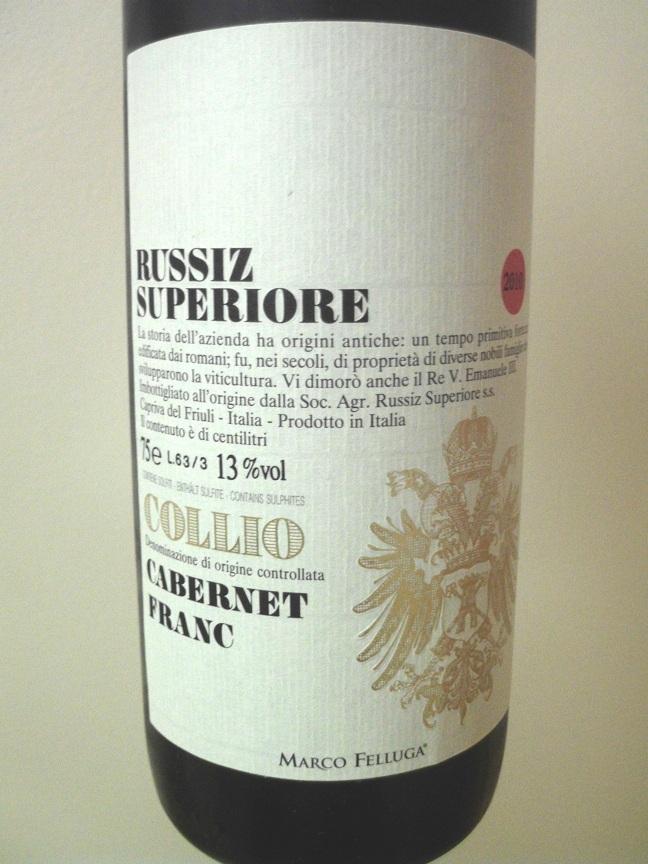 RUSSIZ
SUPERIORE
2010
La storia dell'azienda ha origini antiche: un tempo primitiva
edificata dai romani; fu, nei secoli, di proprietà di diverse nobili famiglie
svilupparono la viticultura. Vi dimorò anche il Re V. Emanuele III.
Imbottigliato all'origine dalla Soc. Agr. Russiz Superiore s.s.
Capriva del Friuli - Italia - Prodotto in Italia
Il contenuto è di centilitri
75e L.63/3 13%vol
CONTIENE SOLFITI - ENTHÄLT SULFITE - CONTAINS SULPHITES
COLLIO
Denominazione di origine controllata
CABERNET
FRANC
MARCO FELLUGA